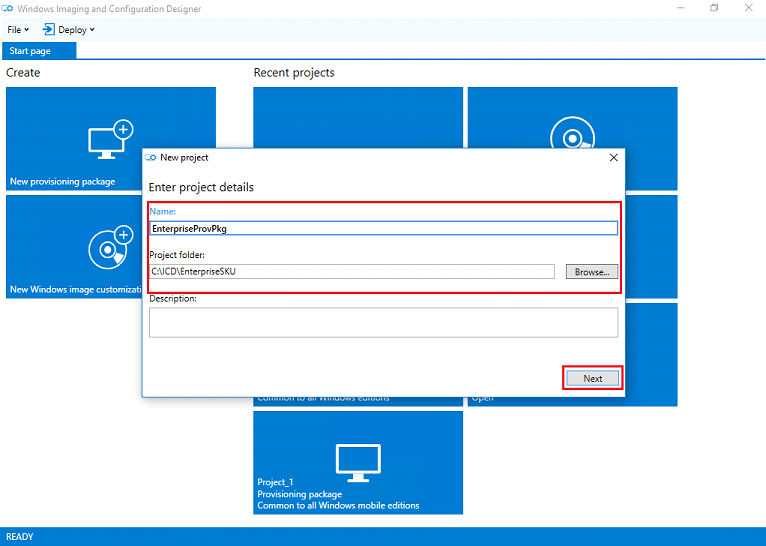 Windows Imaging and Configuration Designer
File Deploy
Start page
Create
Recent projects
New provisioning package
New Windows image customizati
New project
Enter project details
Name:
EnterpriseProvPkg
Project folder:
C:\ICD\EnterpriseSKU
Browse...
Description:
Next
Common to all Windows editions
Open
Project_1
Provisioning package
Common to all Windows mobile editions
READY